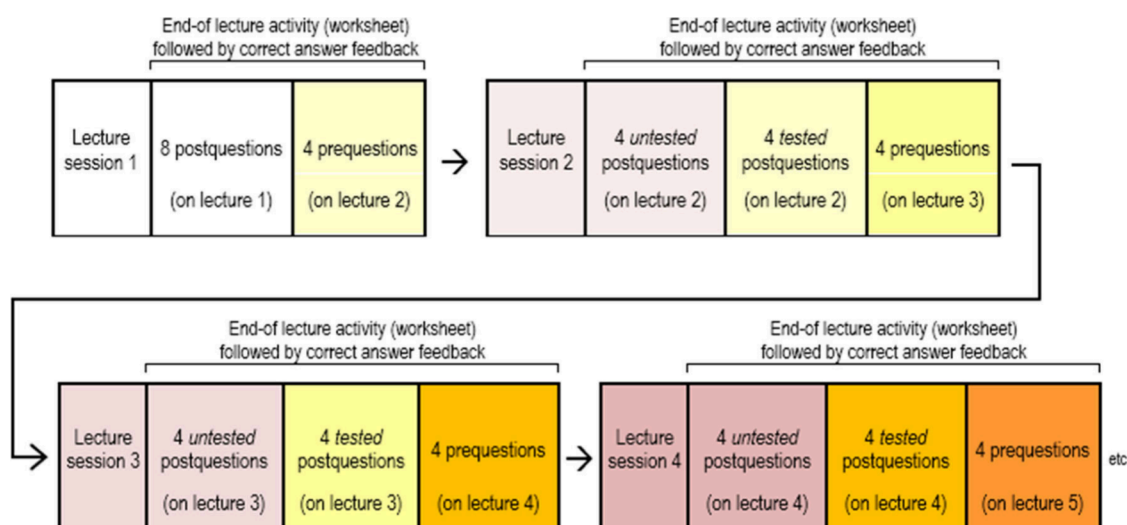 End-of lecture activity (worksheet)
followed by correct answer feedback
Lecture
session 1
8 postquestions
(on lecture 1)
4 prequestions
(on lecture 2)
End-of lecture activity (worksheet)
followed by correct answer feedback
Lecture
session 2
4 untested
postquestions
(on lecture 2)
4 tested
postquestions
(on lecture 2)
4 prequestions
(on lecture 3)
End-of lecture activity (worksheet)
followed by correct answer feedback
Lecture
session 3
4 untested
postquestions
(on lecture 3)
4 tested
postquestions
(on lecture 3)
4 prequestions
(on lecture 4)
End-of lecture activity (worksheet)
followed by correct answer feedback
Lecture
session 4
4 untested
postquestions
(on lecture 4)
4 tested
postquestions
(on lecture 4)
4 prequestions
(on lecture 5)
etc